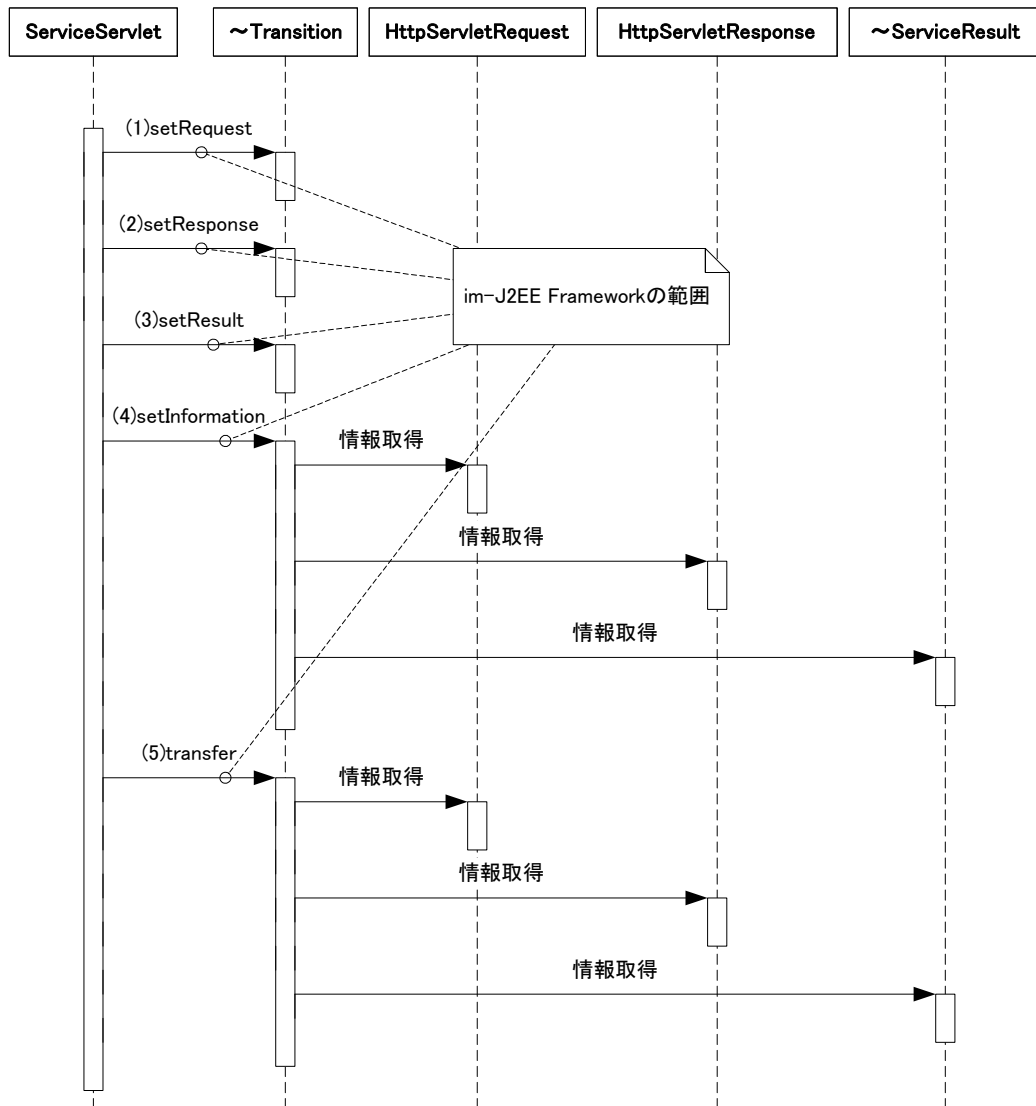 ServiceServlet
～Transition
HttpServletRequest
HttpServletResponse
～ServiceResult
(1)setRequest
(2)setResponse
im-J2EE Frameworkの範囲
(3)setResult
(4)setInformation
情報取得
情報取得
情報取得
(5)transfer
情報取得
情報取得
情報取得